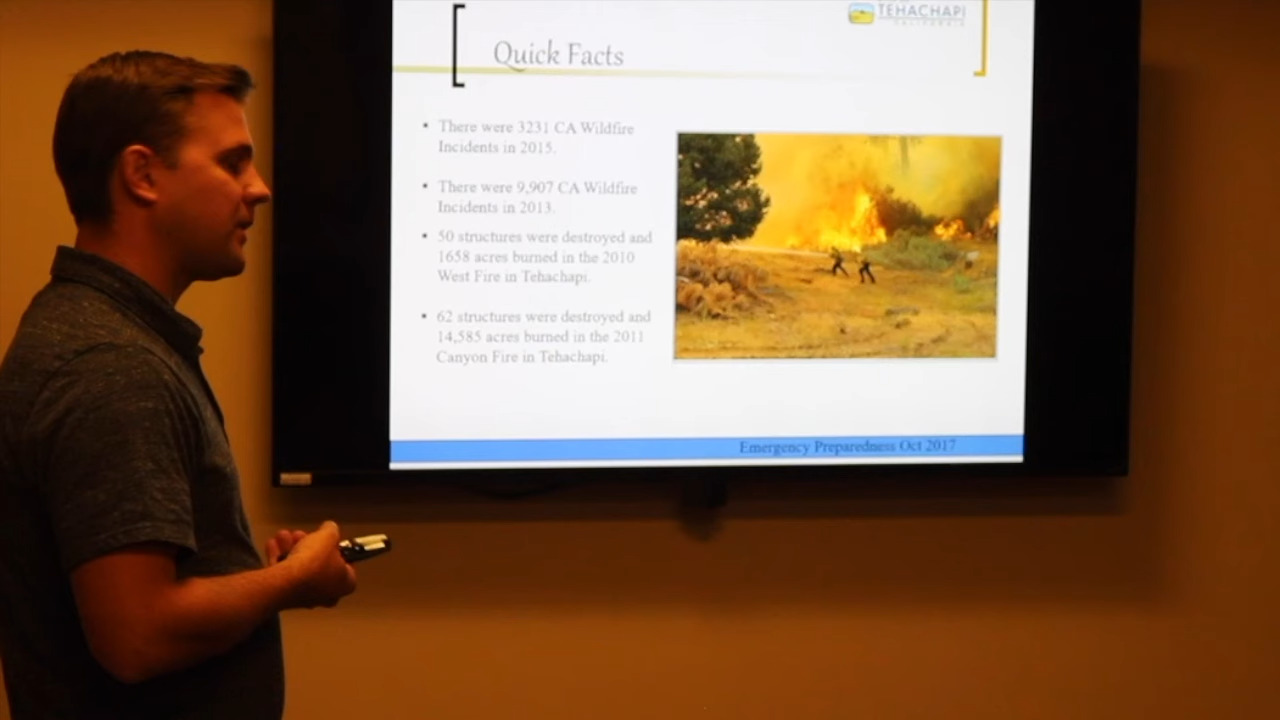 TEHACHAPI
CALIFORNIA
Quick Facts
There were 3231 CA Wildfire
Incidents in 2015.
There were 9,907 CA Wildfire
Incidents in 2013.
50 structures were destroyed and
1658 acres burned in the 2010
West Fire in Tehachapi.
62 structures were destroyed and
14,585 acres burned in the 2011
Canyon Fire in Tehachapi.
Emergency Preparedness Oct 2017